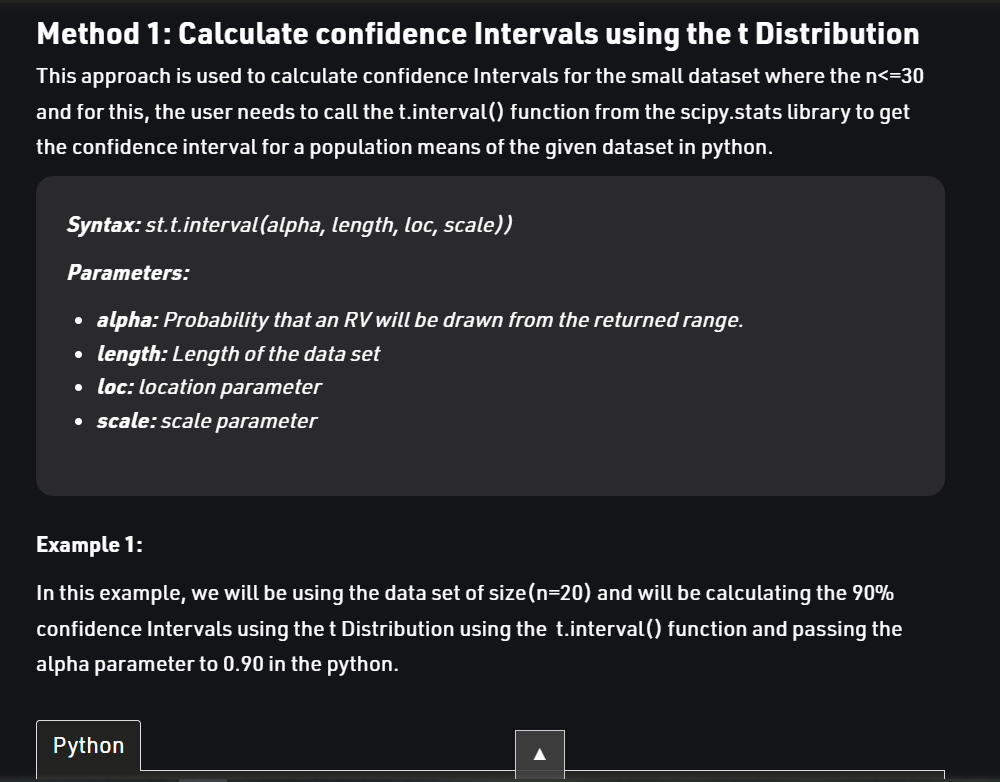 Method 1: Calculate confidence Intervals using the t Distribution
This approach is used to calculate confidence Intervals for the small dataset where the n<=30
and for this, the user needs to call the t.interval() function from the scipy.stats library to get
the confidence interval for a population means of the given dataset in python.
Syntax: st.t.interval(alpha, length, loc, scale))
Parameters:
• alpha: Probability that an RV will be drawn from the returned range.
• length: Length of the data set
• loc: location parameter
• scale: scale parameter
Example 1:
In this example, we will be using the data set of size(n=20) and will be calculating the 90%
confidence Intervals using the t Distribution using the  t.interval() function and passing the
alpha parameter to 0.90 in the python.
Python
▲